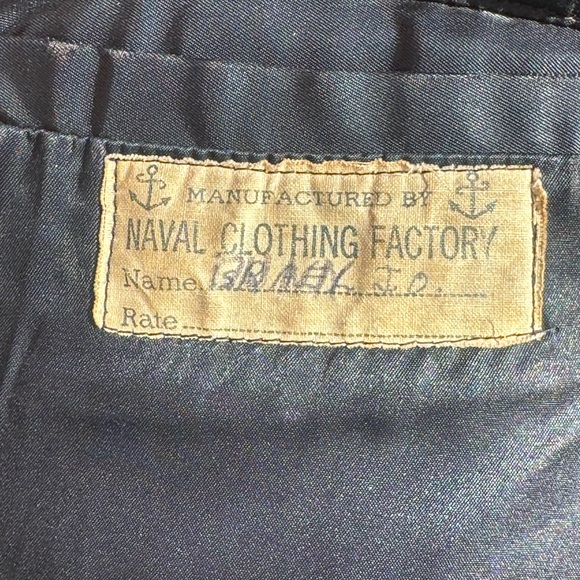 MANUFACTURED BY
NAVAL CLOTHING FACTORY
Name J.D.
Rate